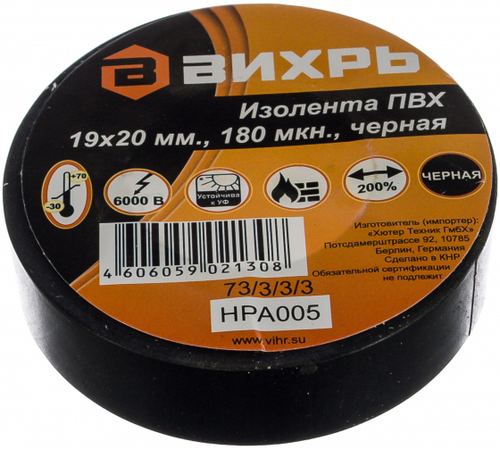 ВИХРЬ
Изолента ПВХ
19х20 мм., 180 мкн., черная
+70
-30
6000 В
Устойчива
к УФ
200%
ЧЕРНАЯ
Изготовитель (импортер):
«Хютер Техник ГмбХ»
Потсдамерштрассе 92, 10785
Берлин, Германия
Сделано в КНР
Обязательной сертификации
не подлежит
4 606059 021308
73/3/3/3
HPA005
www.vihr.su